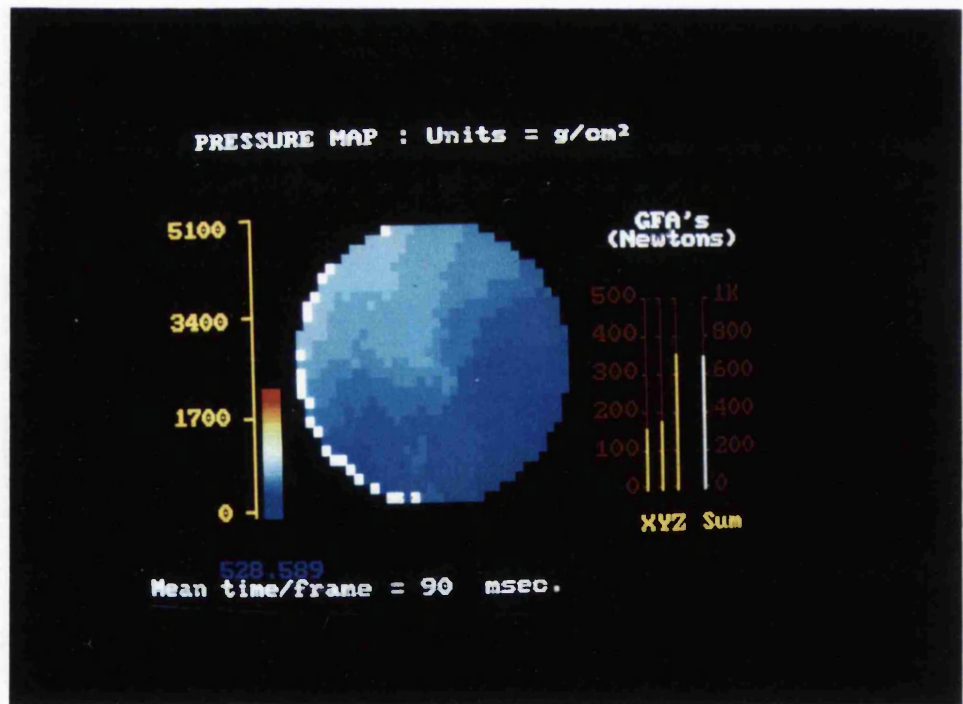 PRESSURE MAP : Units = g/cm²
GFA's
(Newtons)
5100
3400
1700
0
500
400
300
200
100
0
1K
800
600
400
200
0
XYZ Sum
528.589
Mean time/frame = 90 msec.